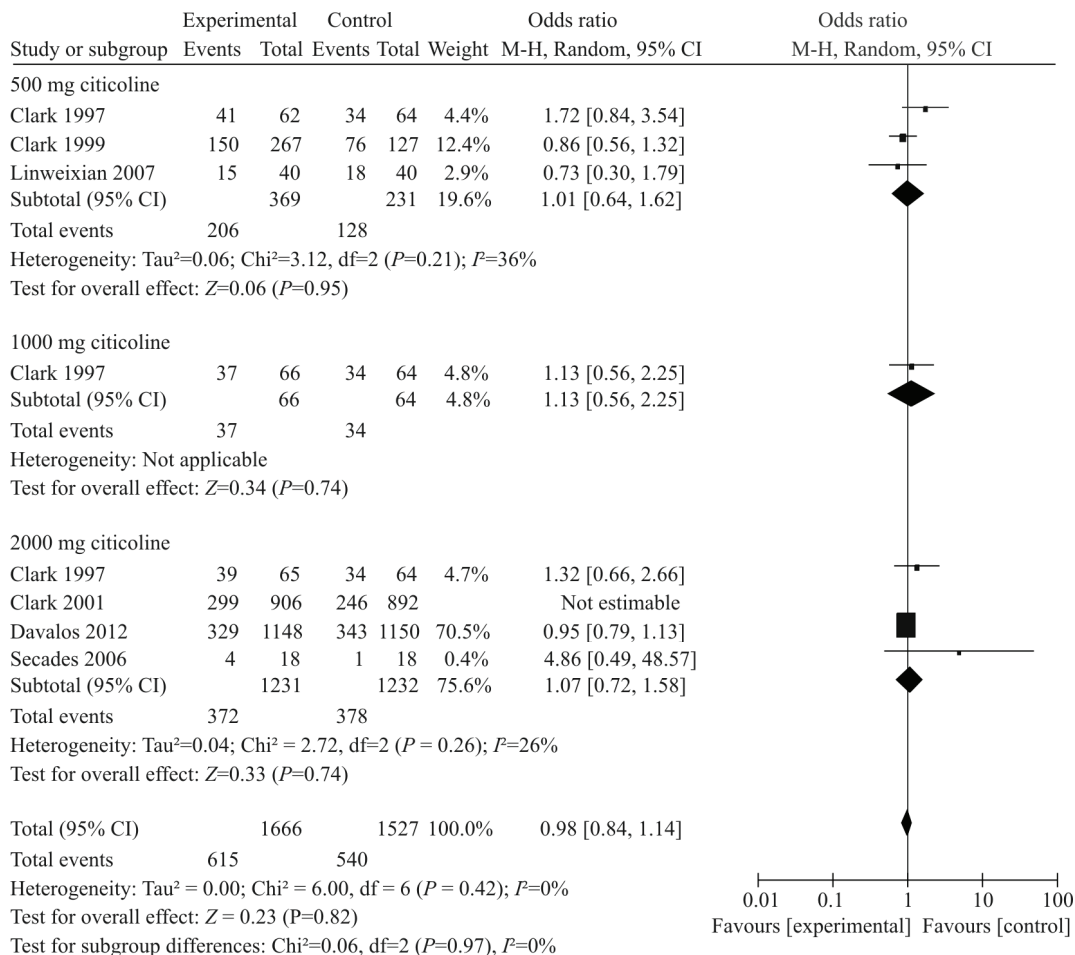 Experimental Control Odds ratio Odds ratio
Study or subgroup Events Total Events Total Weight M-H, Random, 95% CI M-H, Random, 95% CI
500 mg citicoline
Clark 1997 41 62 34 64 4.4% 1.72 [0.84, 3.54]
Clark 1999 150 267 76 127 12.4% 0.86 [0.56, 1.32]
Linweixian 2007 15 40 18 40 2.9% 0.73 [0.30, 1.79]
Subtotal (95% CI) 369 231 19.6% 1.01 [0.64, 1.62]
Total events 206 128
Heterogeneity: Tau²=0.06; Chi²=3.12, df=2 (P=0.21); I²=36%
Test for overall effect: Z=0.06 (P=0.95)
1000 mg citicoline
Clark 1997 37 66 34 64 4.8% 1.13 [0.56, 2.25]
Subtotal (95% CI) 66 64 4.8% 1.13 [0.56, 2.25]
Total events 37 34
Heterogeneity: Not applicable
Test for overall effect: Z=0.34 (P=0.74)
2000 mg citicoline
Clark 1997 39 65 34 64 4.7% 1.32 [0.66, 2.66]
Clark 2001 299 906 246 892 Not estimable
Davalos 2012 329 1148 343 1150 70.5% 0.95 [0.79, 1.13]
Secades 2006 4 18 1 18 0.4% 4.86 [0.49, 48.57]
Subtotal (95% CI) 1231 1232 75.6% 1.07 [0.72, 1.58]
Total events 372 378
Heterogeneity: Tau²=0.04; Chi² = 2.72, df=2 (P = 0.26); I²=26%
Test for overall effect: Z=0.33 (P=0.74)
Total (95% CI) 1666 1527 100.0% 0.98 [0.84, 1.14]
Total events 615 540
Heterogeneity: Tau² = 0.00; Chi² = 6.00, df = 6 (P = 0.42); I²=0%
Test for overall effect: Z = 0.23 (P=0.82)
Test for subgroup differences: Chi²=0.06, df=2 (P=0.97), I²=0%
0.01 0.1 1 10 100
Favours [experimental] Favours [control]